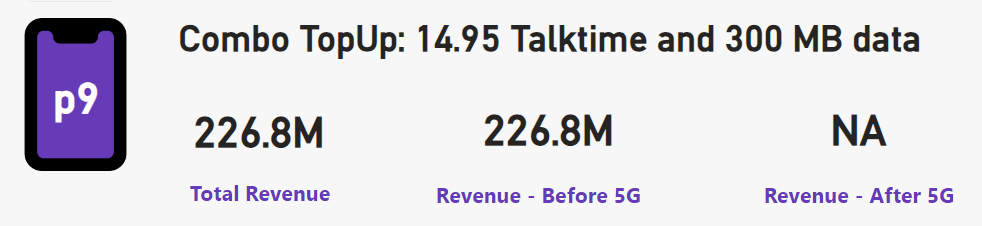 p9
Combo TopUp: 14.95 Talktime and 300 MB data
226.8M 226.8M NA
Total Revenue Revenue - Before 5G Revenue - After 5G